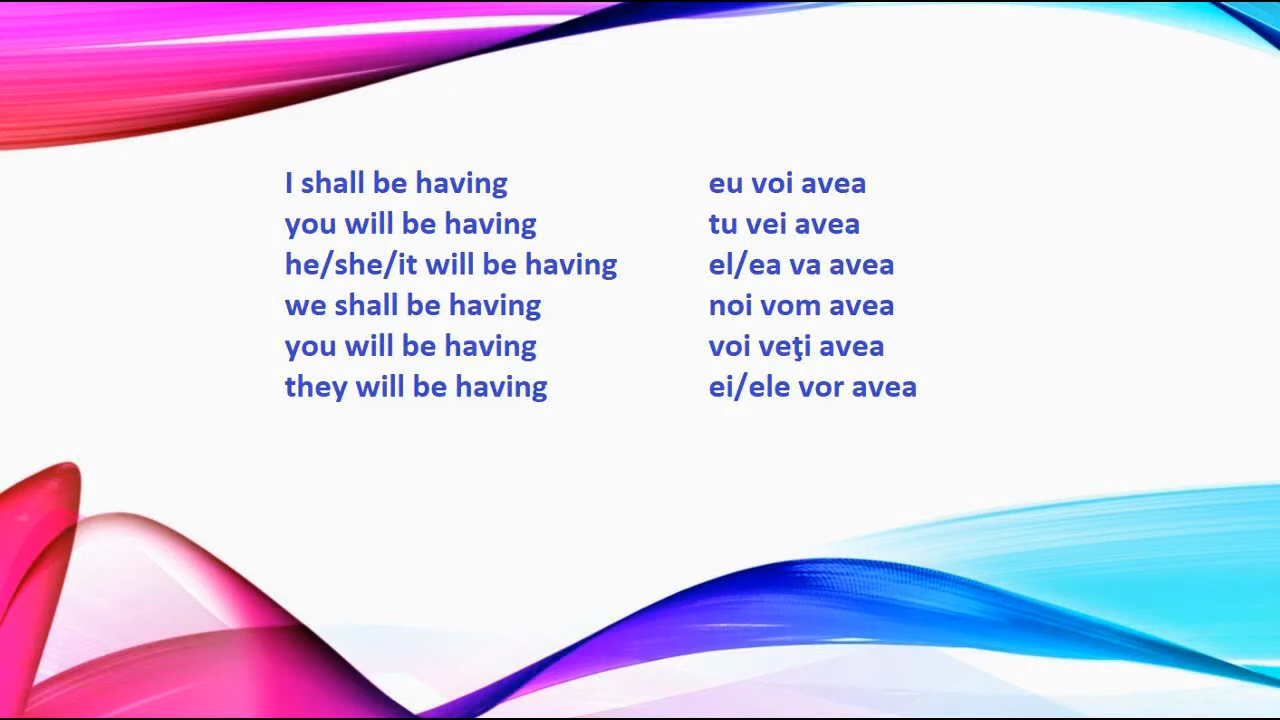 I shall be having eu voi avea
you will be having tu vei avea
he/she/it will be having el/ea va avea
we shall be having noi vom avea
you will be having voi veţi avea
they will be having ei/ele vor avea